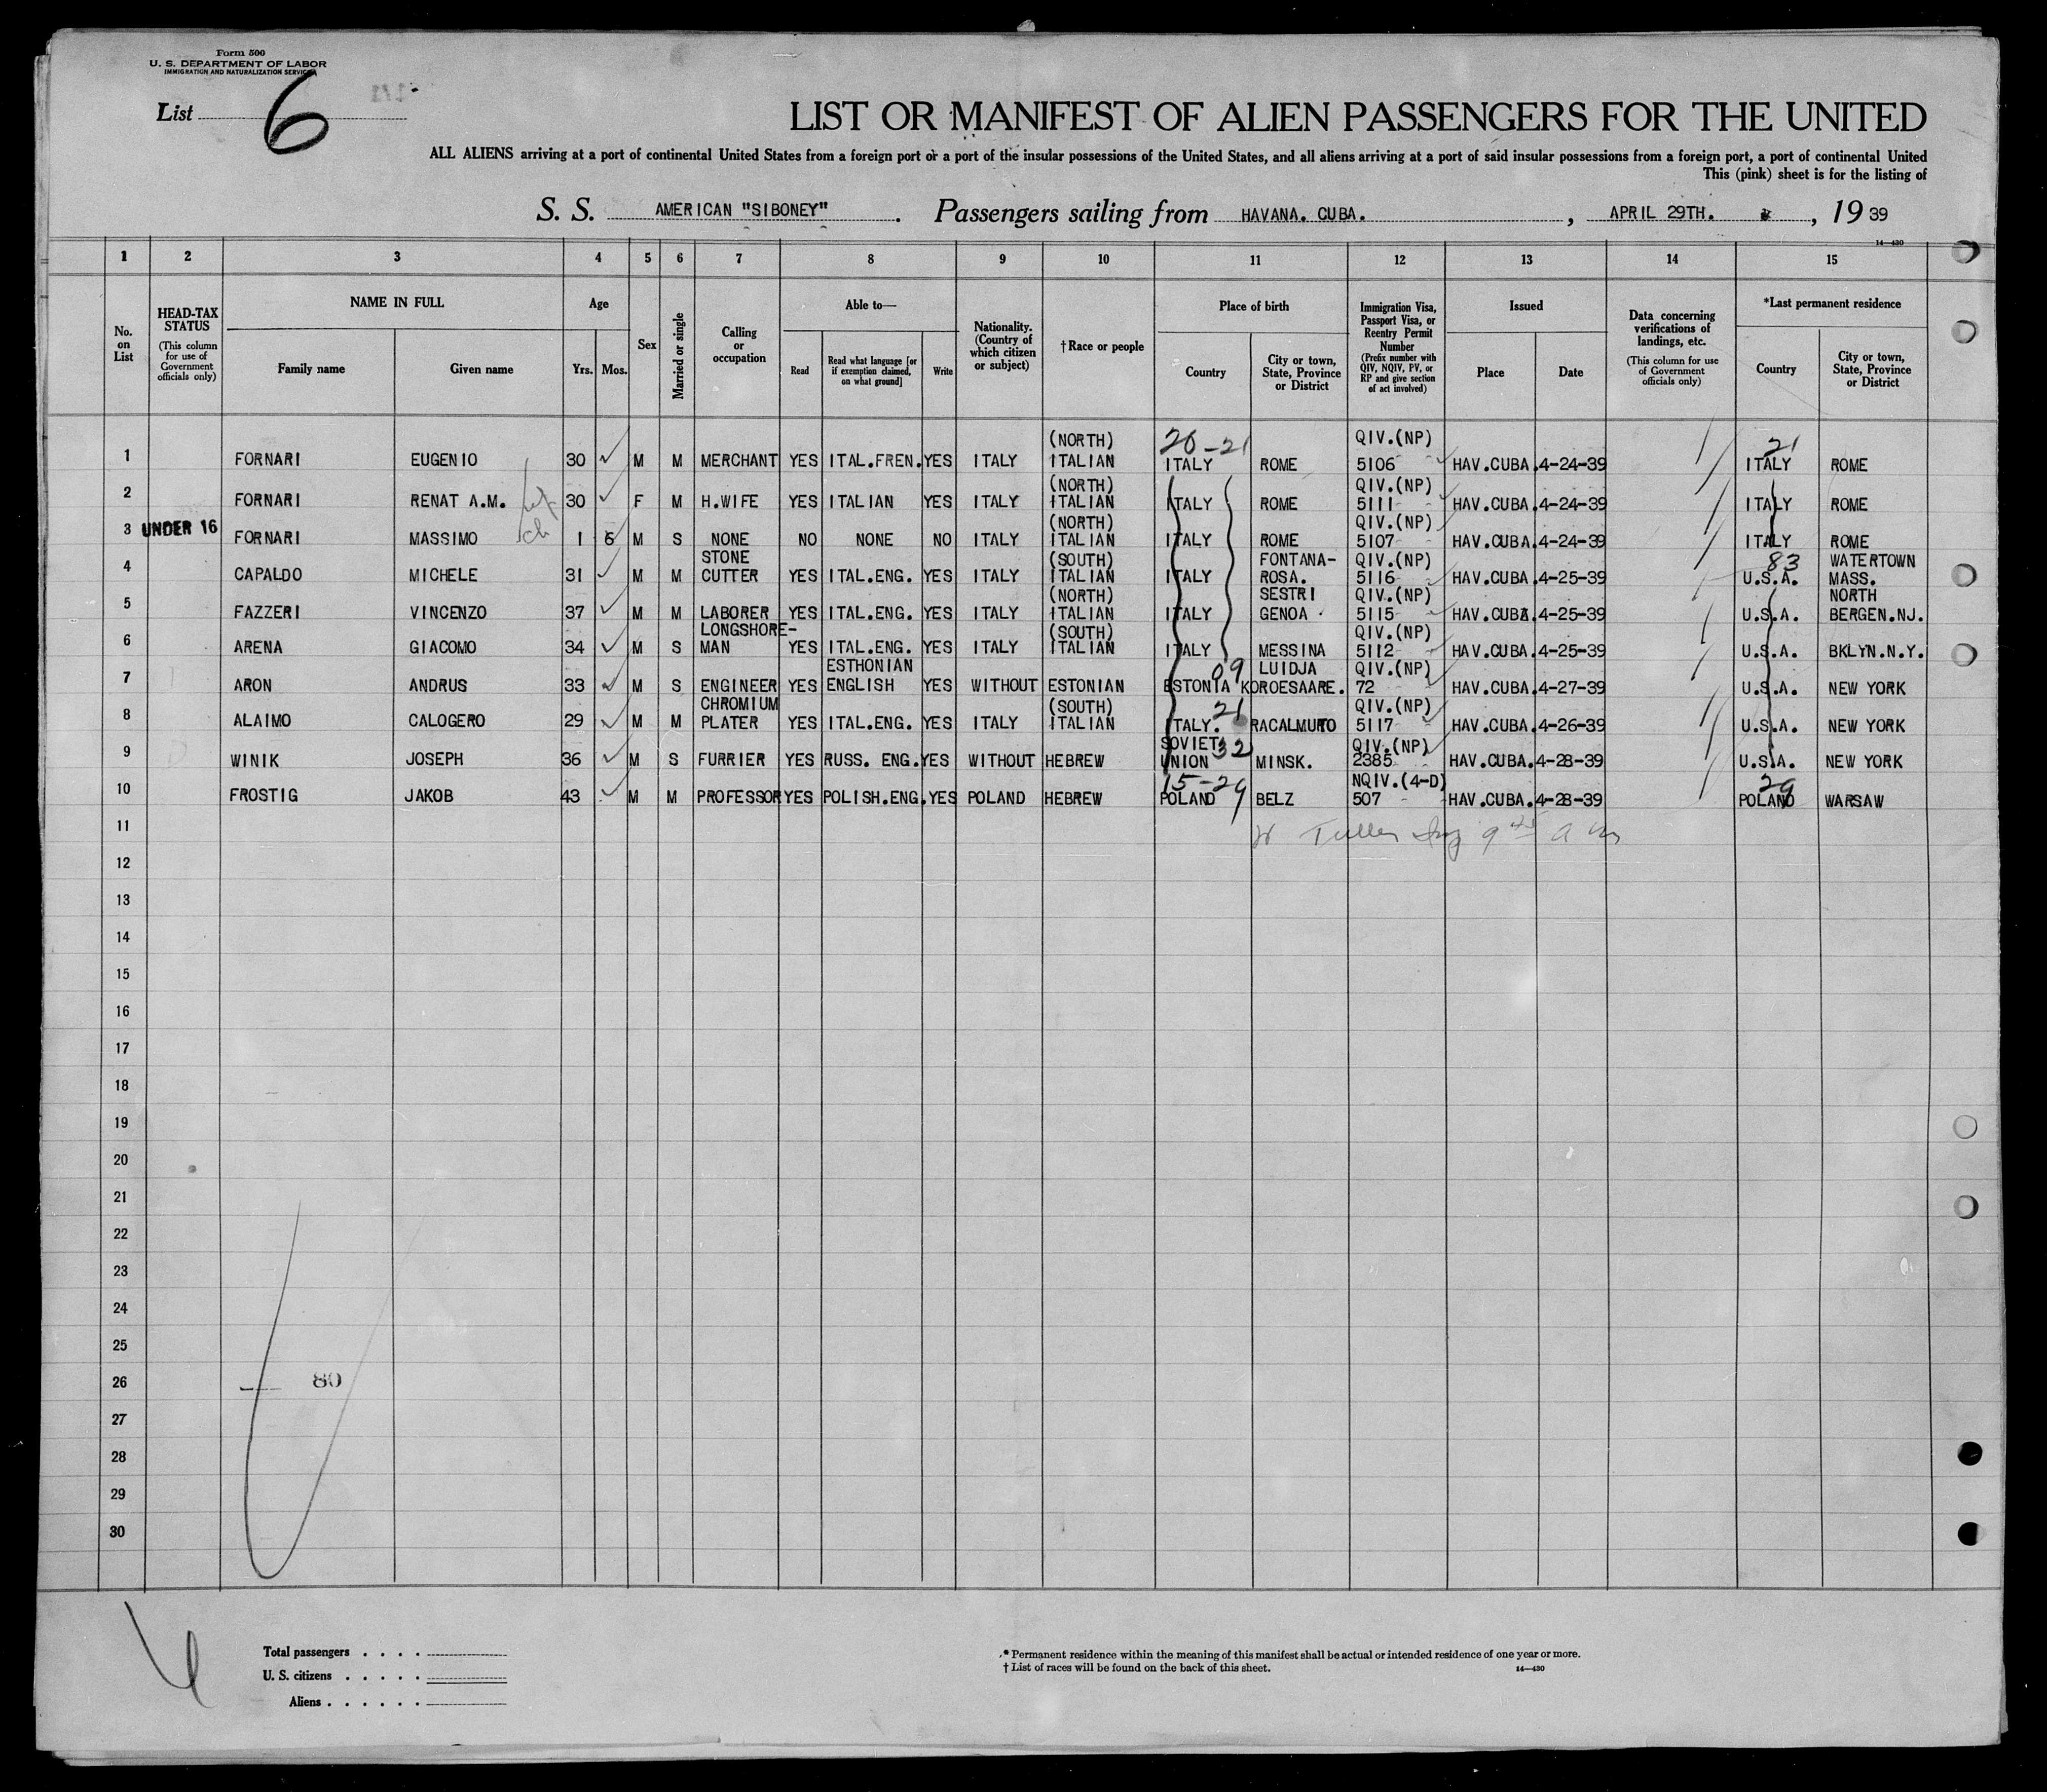 Form 500
U. S. DEPARTMENT OF LABOR
IMMIGRATION AND NATURALIZATION SERVICE
List 6
LIST OR MANIFEST OF ALIEN PASSENGERS FOR THE UNITED
ALL ALIENS arriving at a port of continental United States from a foreign port or a port of the insular possessions of the United States, and all aliens arriving at a port of said insular possessions from a foreign port, a port of continental United
This (pink) sheet is for the listing of
S. S. AMERICAN "SIBONEY" . Passengers sailing from HAVANA. CUBA. , APRIL 29TH. , 19 39
14—430
1 2 3 4 5 6 7 8 9 10 11 12 13 14 15
No. on List
HEAD-TAX STATUS (This column for use of Government officials only)
NAME IN FULL
Family name Given name
Age
Yrs. Mos.
Sex
Married or single
Calling or occupation
Able to—
Read Read what language [or if exemption claimed, on what ground] Write
Nationality. (Country of which citizen or subject)
†Race or people
Place of birth
Country City or town, State, Province or District
Immigration Visa, Passport Visa, or Reentry Permit Number (Prefix number with QIV, NQIV, PV, or RP and give section of act involved)
Issued
Place Date
Data concerning verifications of landings, etc. (This column for use of Government officials only)
*Last permanent residence
Country City or town, State, Province or District
(NORTH) 20-21 QIV.(NP) 21
1 FORNARI EUGENIO 30 M M MERCHANT YES ITAL.FREN. YES ITALY ITALIAN ITALY ROME 5106 HAV.CUBA. 4-24-39 ITALY ROME
(NORTH) QIV.(NP)
2 FORNARI RENAT A.M. 30 F M H.WIFE YES ITALIAN YES ITALY ITALIAN ITALY ROME 5111 HAV.CUBA. 4-24-39 ITALY ROME
(NORTH) QIV.(NP)
3 UNDER 16 FORNARI MASSIMO 1 6 M S NONE NO NONE NO ITALY ITALIAN ITALY ROME 5107 HAV.CUBA. 4-24-39 ITALY ROME
STONE (SOUTH) FONTANA- QIV.(NP) 83 WATERTOWN
4 CAPALDO MICHELE 31 M M CUTTER YES ITAL.ENG. YES ITALY ITALIAN ITALY ROSA. 5116 HAV.CUBA. 4-25-39 U.S.A. MASS.
(NORTH) SESTRI QIV.(NP) NORTH
5 FAZZERI VINCENZO 37 M M LABORER YES ITAL.ENG. YES ITALY ITALIAN ITALY GENOA 5115 HAV.CUBA. 4-25-39 U.S.A. BERGEN.NJ.
LONGSHORE- (SOUTH) QIV.(NP)
6 ARENA GIACOMO 34 M S MAN YES ITAL.ENG. YES ITALY ITALIAN ITALY MESSINA 5112 HAV.CUBA. 4-25-39 U.S.A. BKLYN.N.Y.
ESTHONIAN 09 LUIDJA QIV.(NP)
7 ARON ANDRUS 33 M S ENGINEER YES ENGLISH YES WITHOUT ESTONIAN ESTONIA KOROESAARE. 72 HAV.CUBA. 4-27-39 U.S.A. NEW YORK
CHROMIUM (SOUTH) 21 QIV.(NP)
8 ALAIMO CALOGERO 29 M M PLATER YES ITAL.ENG. YES ITALY ITALIAN ITALY. RACALMUTO 5117 HAV.CUBA. 4-26-39 U.S.A. NEW YORK
SOVIET 32 QIV.(NP)
9 WINIK JOSEPH 36 M S FURRIER YES RUSS. ENG. YES WITHOUT HEBREW UNION MINSK. 2385 HAV.CUBA. 4-28-39 U.S.A. NEW YORK
15-29 NQIV.(4-D) 29
10 FROSTIG JAKOB 43 M M PROFESSOR YES POLISH.ENG. YES POLAND HEBREW POLAND BELZ 507 HAV.CUBA. 4-28-39 POLAND WARSAW
11
12
13
14
15
16
17
18
19
20
21
22
23
24
25
26 80
27
28
29
30
Total passengers . . . .
U. S. citizens . . . . .
Aliens . . . . . .
* Permanent residence within the meaning of this manifest shall be actual or intended residence of one year or more.
† List of races will be found on the back of this sheet. 14—430